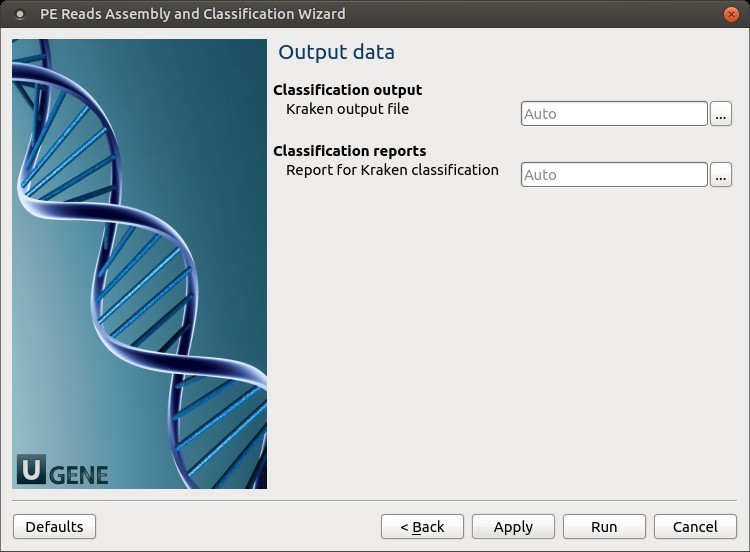 PE Reads Assembly and Classification Wizard
Output data
Classification output
Kraken output file
Auto
...
Classification reports
Report for Kraken classification
Auto
...
U GENE
Defaults
< Back
Apply
Run
Cancel